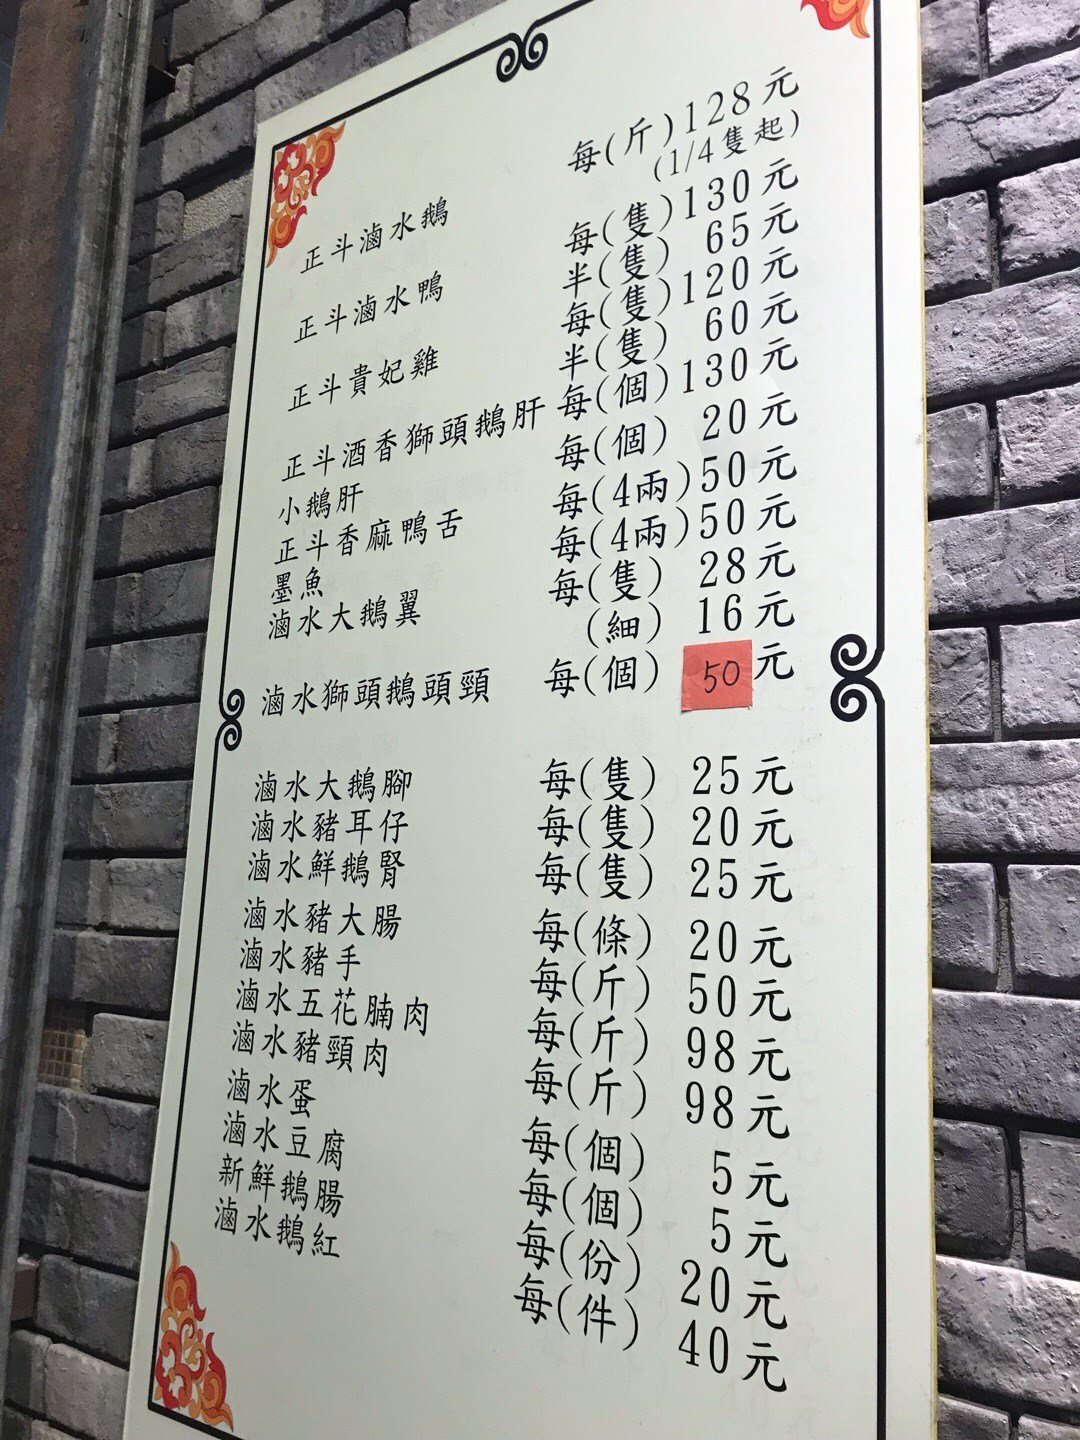 正斗滷水鵝 每(斤)128元
(1/4隻起)
正斗滷水鴨 每(隻)130元
半(隻) 65元
正斗貴妃雞 每(隻)120元
半(隻) 60元
正斗酒香獅頭鵝肝 每(個)130元
小鵝肝 每(個) 20元
正斗香麻鴨舌 每(4兩)50元
墨魚 每(4兩)50元
滷水大鵝翼 每(隻) 28元
(細) 16元
滷水獅頭鵝頭頸 每(個) 50元
滷水大鵝腳 每(隻) 25元
滷水豬耳仔 每(隻) 20元
滷水鮮鵝腎 每(隻) 25元
滷水豬大腸 每(條) 20元
滷水豬手 每(斤) 50元
滷水五花腩肉 每(斤) 98元
滷水豬頸肉 每(斤) 98元
滷水蛋 每(個) 5元
滷水豆腐 每(個) 5元
新鮮鵝腸 每(份) 20元
滷水鵝紅 每(件) 40元